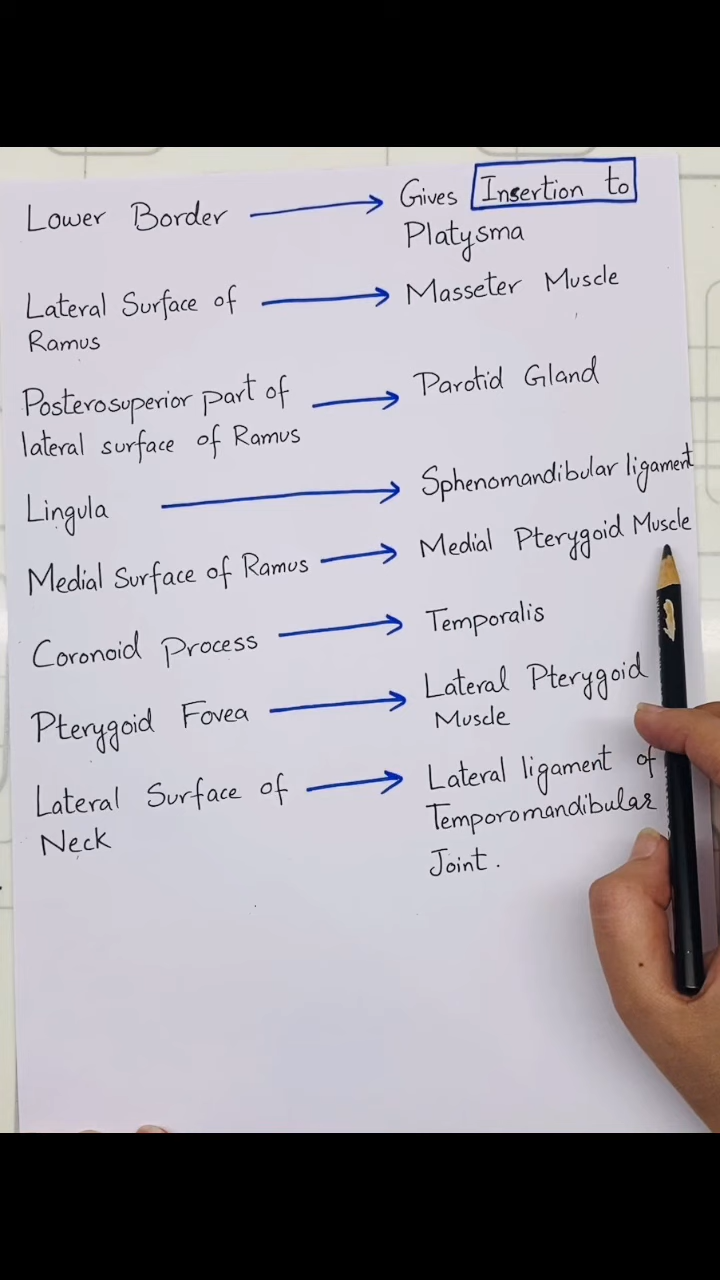 Lower Border → Gives Insertion to
Platysma
Lateral Surface of → Masseter Muscle
Ramus
Posterosuperior part of → Parotid Gland
lateral surface of Ramus
Lingula → Sphenomandibular ligament
Medial Surface of Ramus → Medial Pterygoid Muscle
Coronoid Process → Temporalis
Pterygoid Fovea → Lateral Pterygoid
Muscle
Lateral Surface of → Lateral ligament of
Neck
Temporomandibular
Joint.